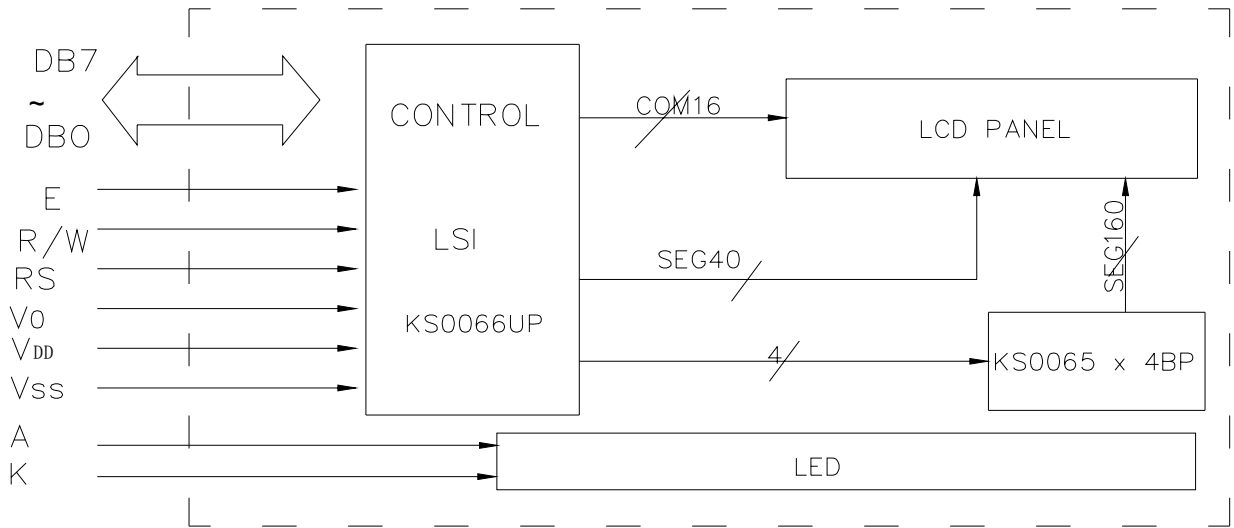 DB7
~
DB0
E
R/W
RS
V0
VDD
Vss
A
K
CONTROL
LSI
KS0066UP
COM16
SEG40
4
LCD PANEL
SEG160
KS0065 x 4BP
LED